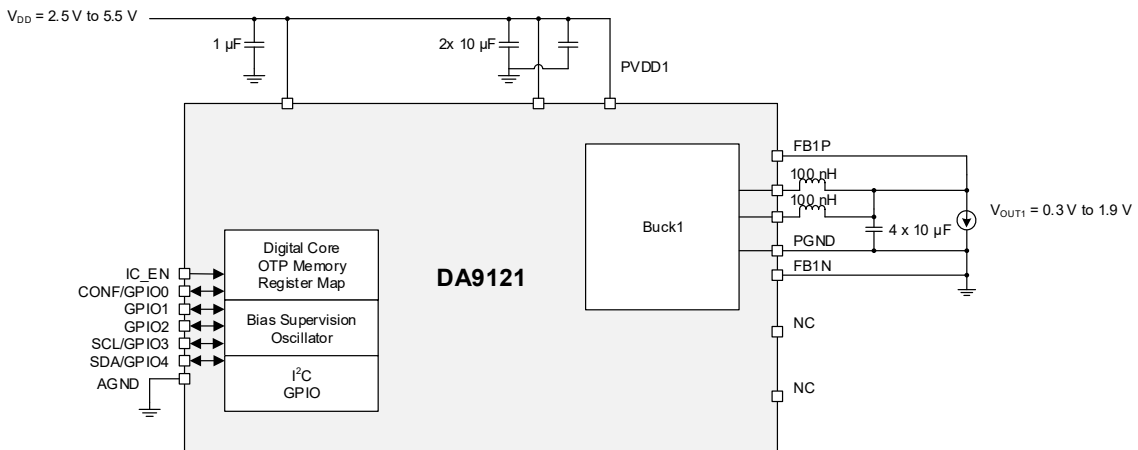 V_DD = 2.5 V to 5.5 V
1 µF
2x 10 µF
PVDD1
FB1P
100 nH
100 nH
V_OUT1 = 0.3 V to 1.9 V
4 x 10 µF
Buck1
PGND
FB1N
DA9121
Digital Core
OTP Memory
Register Map
Bias Supervision
Oscillator
I²C
GPIO
IC_EN
CONF/GPIO0
GPIO1
GPIO2
SCL/GPIO3
SDA/GPIO4
AGND
NC
NC